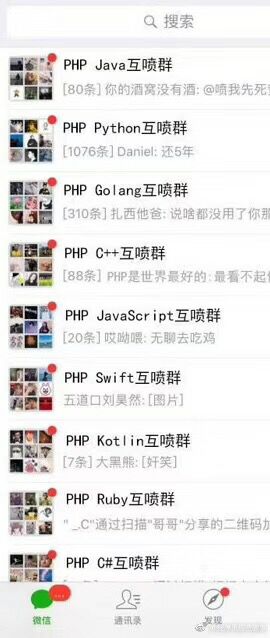 搜索
PHP Java互喷群
[80条] 你的酒窝没有酒: @喷我先死
PHP Python互喷群
[1076条] Daniel: 还5年
PHP Golang互喷群
[310条] 扎西他爸: 说啥都没用了你那
PHP C++互喷群
[88条] PHP是世界最好的: 最看不起
PHP JavaScript互喷群
[20条] 哎呦喂: 无聊去吃鸡
PHP Swift互喷群
五道口刘昊然: [图片]
PHP Kotlin互喷群
[7条] 大黑熊: [奸笑]
PHP Ruby互喷群
" _.C"通过扫描"哥哥"分享的二维码加
PHP C#互喷群
微信
通讯录
发现